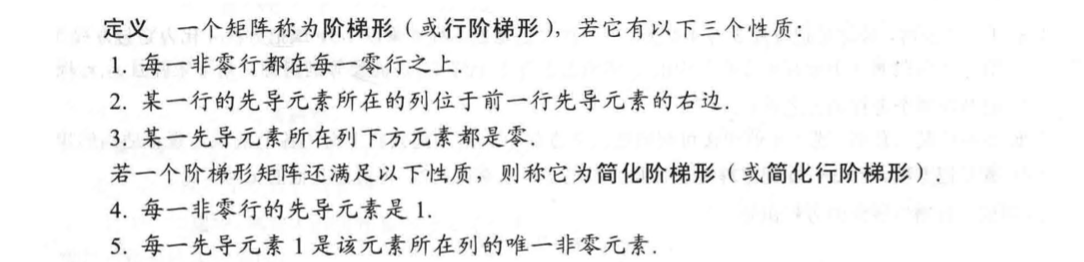 定义 一个矩阵称为阶梯形（或行阶梯形），若它有以下三个性质：
1. 每一非零行都在每一零行之上.
2. 某一行的先导元素所在的列位于前一行先导元素的右边.
3. 某一先导元素所在列下方元素都是零.
若一个阶梯形矩阵还满足以下性质，则称它为简化阶梯形（或简化行阶梯形）.
4. 每一非零行的先导元素是 1.
5. 每一先导元素 1 是该元素所在列的唯一非零元素.